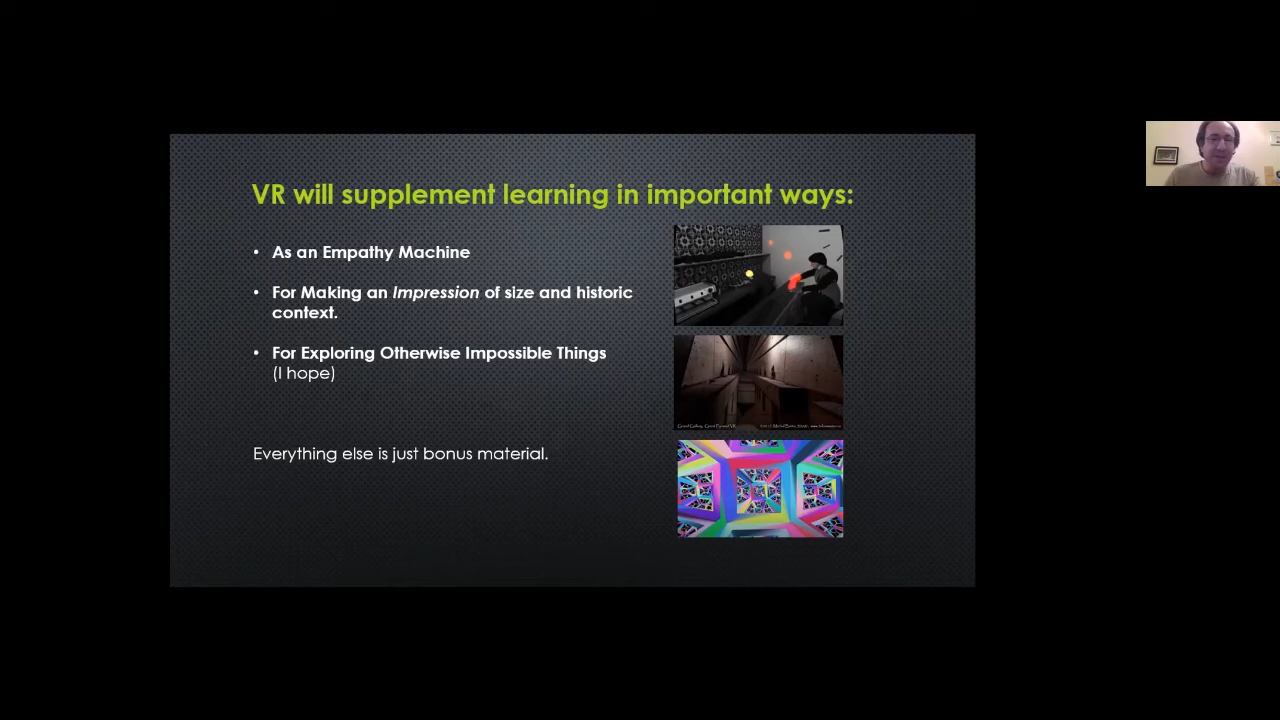 VR will supplement learning in important ways:
• As an Empathy Machine
• For Making an Impression of size and historic
context.
• For Exploring Otherwise Impossible Things
(I hope)
Everything else is just bonus material.